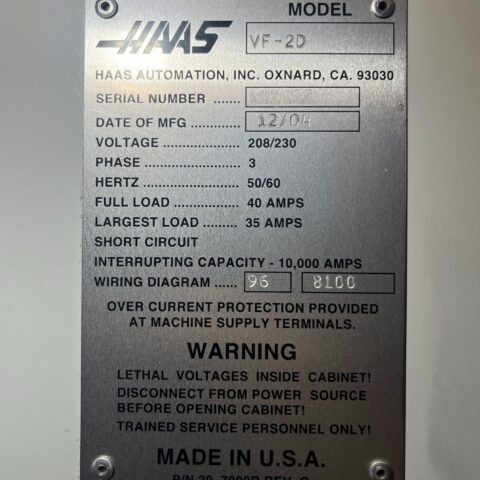 MODEL
HAAS VF-2D
HAAS AUTOMATION, INC. OXNARD, CA. 93030
SERIAL NUMBER .......
DATE OF MFG ........... 12/04
VOLTAGE ................. 208/230
PHASE ...................... 3
HERTZ ...................... 50/60
FULL LOAD .............. 40 AMPS
LARGEST LOAD ........ 35 AMPS
SHORT CIRCUIT
INTERRUPTING CAPACITY - 10,000 AMPS
WIRING DIAGRAM ...... 96 8100
OVER CURRENT PROTECTION PROVIDED
AT MACHINE SUPPLY TERMINALS.
WARNING
LETHAL VOLTAGES INSIDE CABINET!
DISCONNECT FROM POWER SOURCE
BEFORE OPENING CABINET!
TRAINED SERVICE PERSONNEL ONLY!
MADE IN U.S.A.